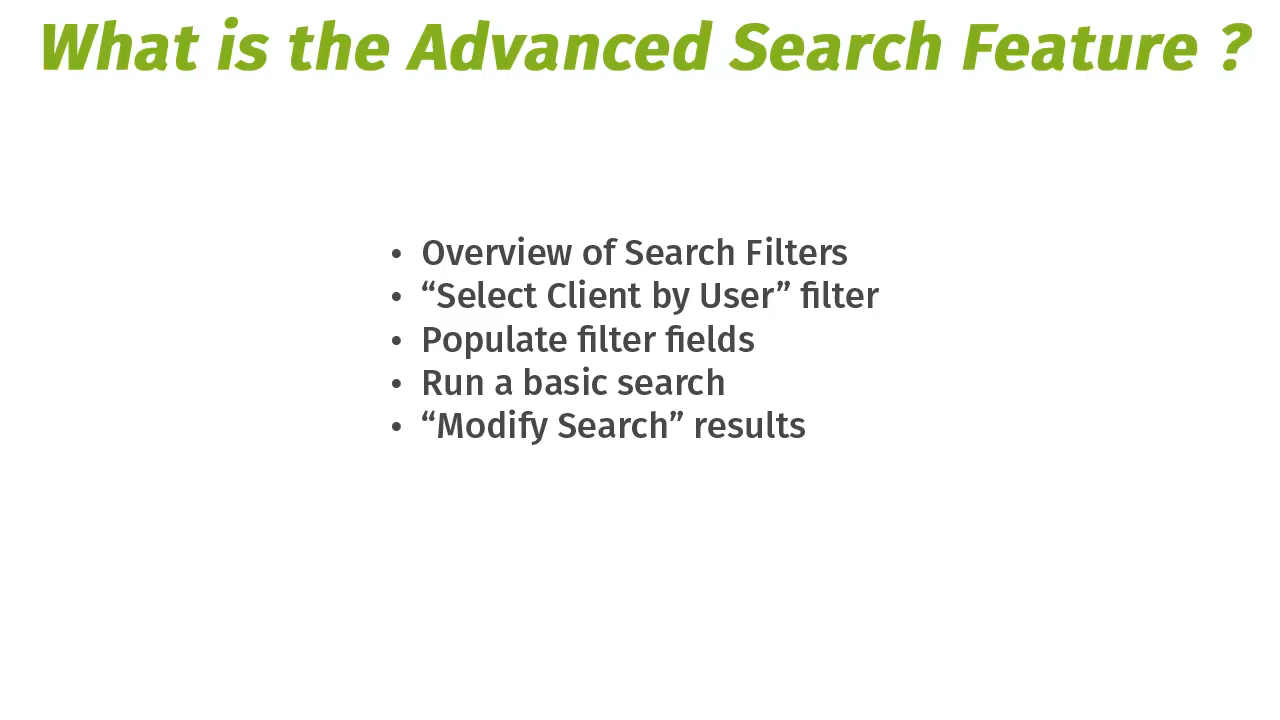 What is the Advanced Search Feature ?
• Overview of Search Filters
• “Select Client by User” filter
• Populate filter fields
• Run a basic search
• “Modify Search” results